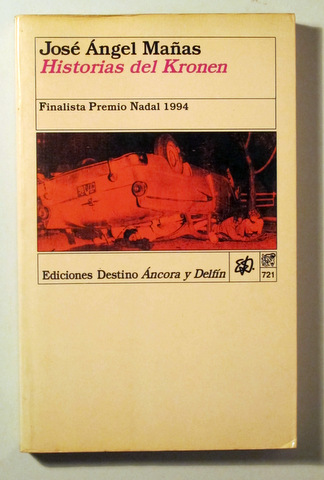 José Ángel Mañas
Historias del Kronen
Finalista Premio Nadal 1994
Ediciones Destino Áncora y Delfín
721